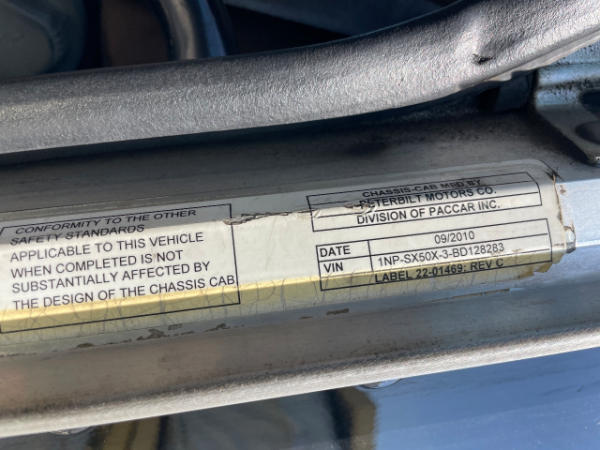 CONFORMITY TO THE OTHER
SAFETY STANDARDS
APPLICABLE TO THIS VEHICLE
WHEN COMPLETED IS NOT
SUBSTANTIALLY AFFECTED BY
THE DESIGN OF THE CHASSIS CAB
CHASSIS-CAB MFD BY
PETERBILT MOTORS CO.
DIVISION OF PACCAR INC.
DATE 09/2010
VIN 1NP-SX50X-3-BD128283
LABEL 22-01469; REV C